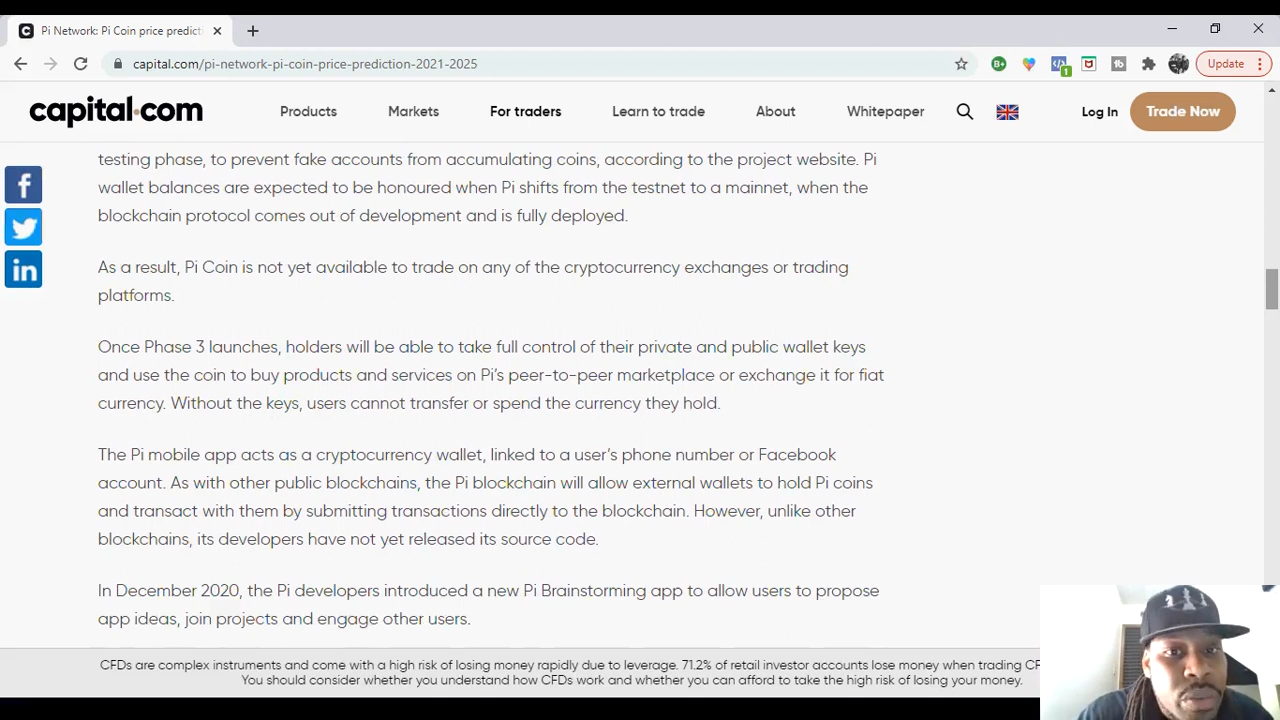 Pi Network: Pi Coin price predict
capital.com/pi-network-pi-coin-price-prediction-2021-2025
B+
1
tb
Update
capital.com
Products
Markets
For traders
Learn to trade
About
Whitepaper
Log In
Trade Now
testing phase, to prevent fake accounts from accumulating coins, according to the project website. Pi
wallet balances are expected to be honoured when Pi shifts from the testnet to a mainnet, when the
blockchain protocol comes out of development and is fully deployed.
As a result, Pi Coin is not yet available to trade on any of the cryptocurrency exchanges or trading
platforms.
Once Phase 3 launches, holders will be able to take full control of their private and public wallet keys
and use the coin to buy products and services on Pi’s peer-to-peer marketplace or exchange it for fiat
currency. Without the keys, users cannot transfer or spend the currency they hold.
The Pi mobile app acts as a cryptocurrency wallet, linked to a user’s phone number or Facebook
account. As with other public blockchains, the Pi blockchain will allow external wallets to hold Pi coins
and transact with them by submitting transactions directly to the blockchain. However, unlike other
blockchains, its developers have not yet released its source code.
In December 2020, the Pi developers introduced a new Pi Brainstorming app to allow users to propose
app ideas, join projects and engage other users.
CFDs are complex instruments and come with a high risk of losing money rapidly due to leverage. 71.2% of retail investor accounts lose money when trading CF
You should consider whether you understand how CFDs work and whether you can afford to take the high risk of losing your money.